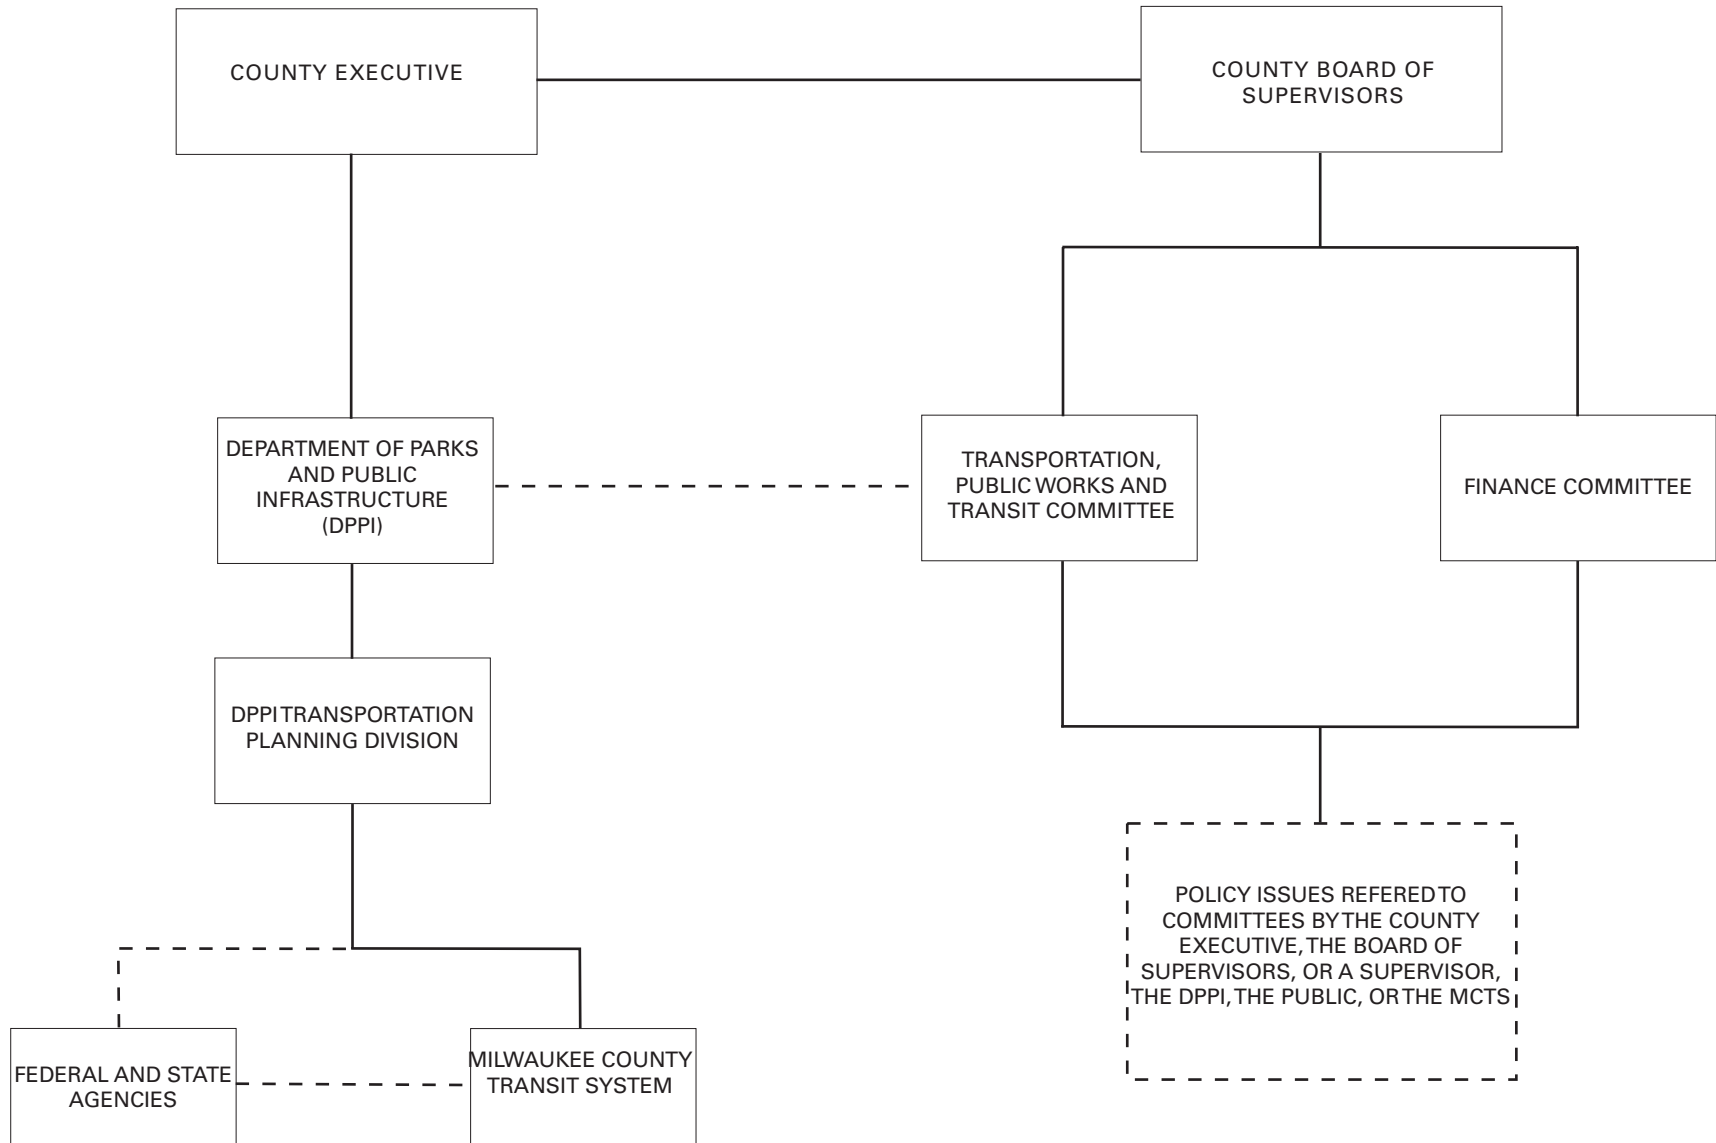 COUNTY EXECUTIVE
COUNTY BOARD OF
SUPERVISORS
DEPARTMENT OF PARKS
AND PUBLIC
INFRASTRUCTURE
(DPPI)
TRANSPORTATION,
PUBLIC WORKS AND
TRANSIT COMMITTEE
FINANCE COMMITTEE
DPPI TRANSPORTATION
PLANNING DIVISION
POLICY ISSUES REFERED TO
COMMITTEES BY THE COUNTY
EXECUTIVE, THE BOARD OF
SUPERVISORS, OR A SUPERVISOR,
THE DPPI, THE PUBLIC, OR THE MCTS
FEDERAL AND STATE
AGENCIES
MILWAUKEE COUNTY
TRANSIT SYSTEM